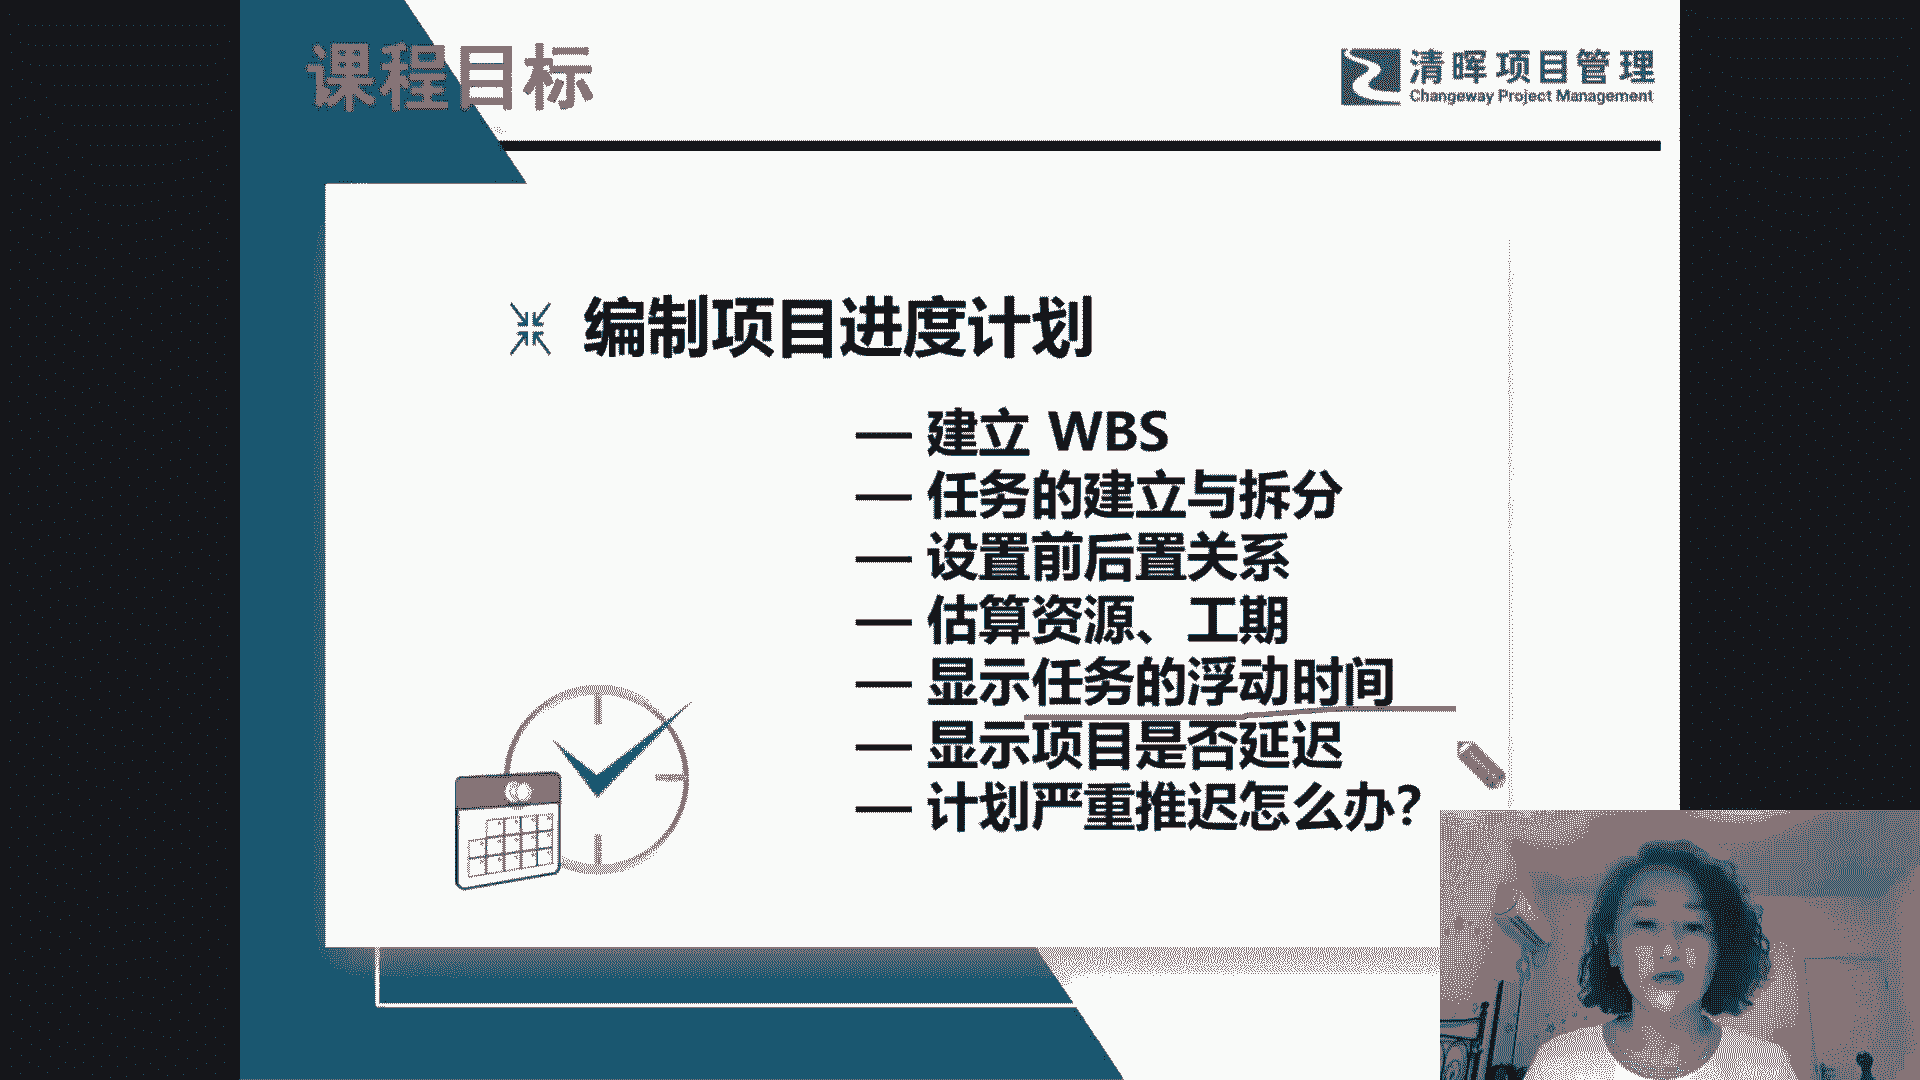 课程目标
清晖项目管理
Changeway Project Management
编制项目进度计划
— 建立 WBS
— 任务的建立与拆分
— 设置前后置关系
— 估算资源、工期
— 显示任务的浮动时间
— 显示项目是否延迟
— 计划严重推迟怎么办?